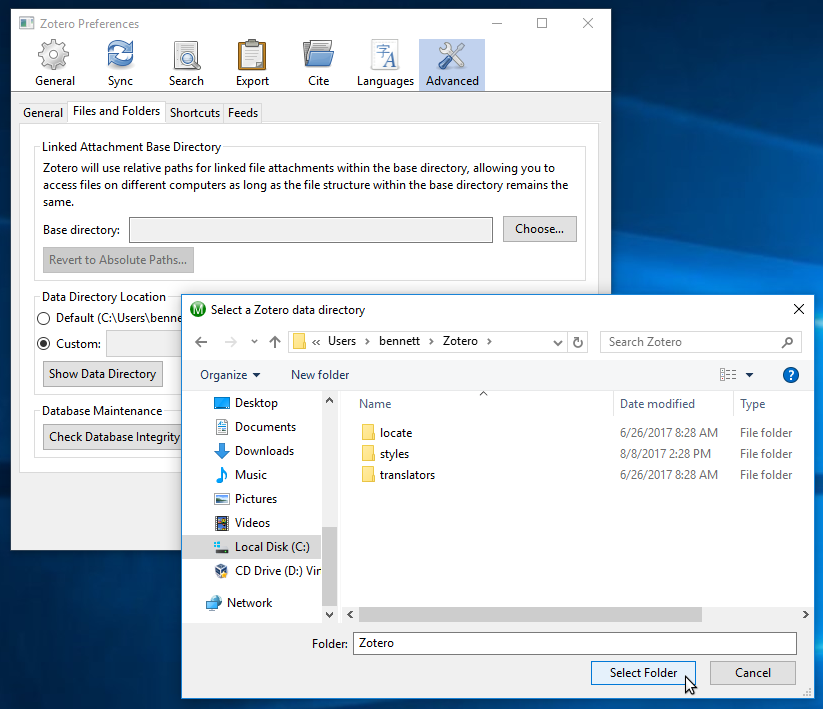 Zotero Preferences
General Sync Search Export Cite Languages Advanced
General Files and Folders Shortcuts Feeds
Linked Attachment Base Directory
Zotero will use relative paths for linked file attachments within the base directory, allowing you to
access files on different computers as long as the file structure within the base directory remains the
same.
Base directory: Choose...
Revert to Absolute Paths...
Data Directory Location
Default (C:\Users\benne
Custom:
Show Data Directory
Database Maintenance
Check Database Integrity
Select a Zotero data directory
« Users › bennett › Zotero › Search Zotero
Organize New folder
Name Date modified Type
Desktop
Documents
Downloads
Music
Pictures
Videos
Local Disk (C:)
CD Drive (D:) Vir
Network
locate 6/26/2017 8:28 AM File folder
styles 8/8/2017 2:28 PM File folder
translators 6/26/2017 8:28 AM File folder
Folder: Zotero
Select Folder Cancel